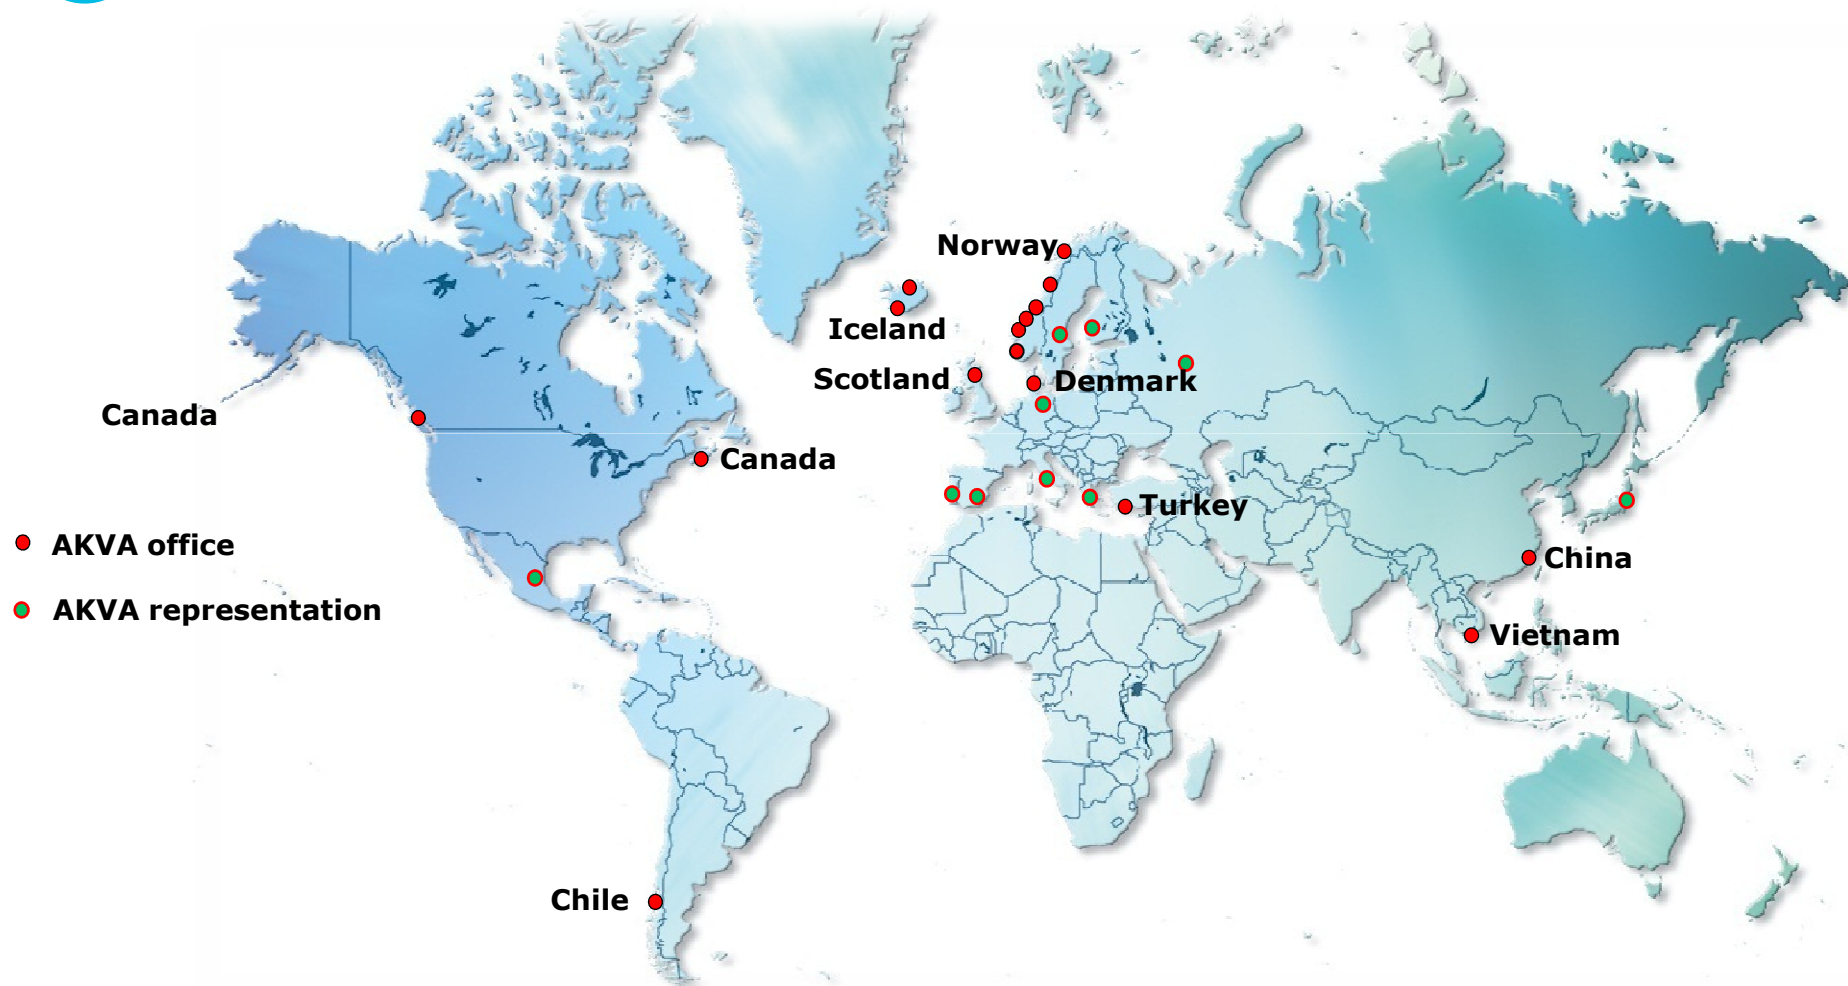 Norway
Iceland
Scotland
Denmark
Canada
Canada
Turkey
AKVA office
China
AKVA representation
Vietnam
Chile